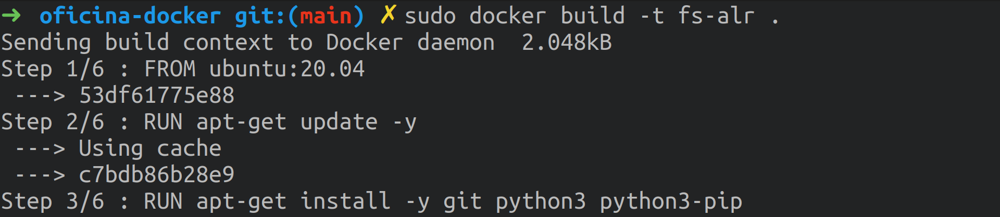 ➜ oficina-docker git:(main) ✗ sudo docker build -t fs-alr .
Sending build context to Docker daemon 2.048kB
Step 1/6 : FROM ubuntu:20.04
---> 53df61775e88
Step 2/6 : RUN apt-get update -y
---> Using cache
---> c7bdb86b28e9
Step 3/6 : RUN apt-get install -y git python3 python3-pip